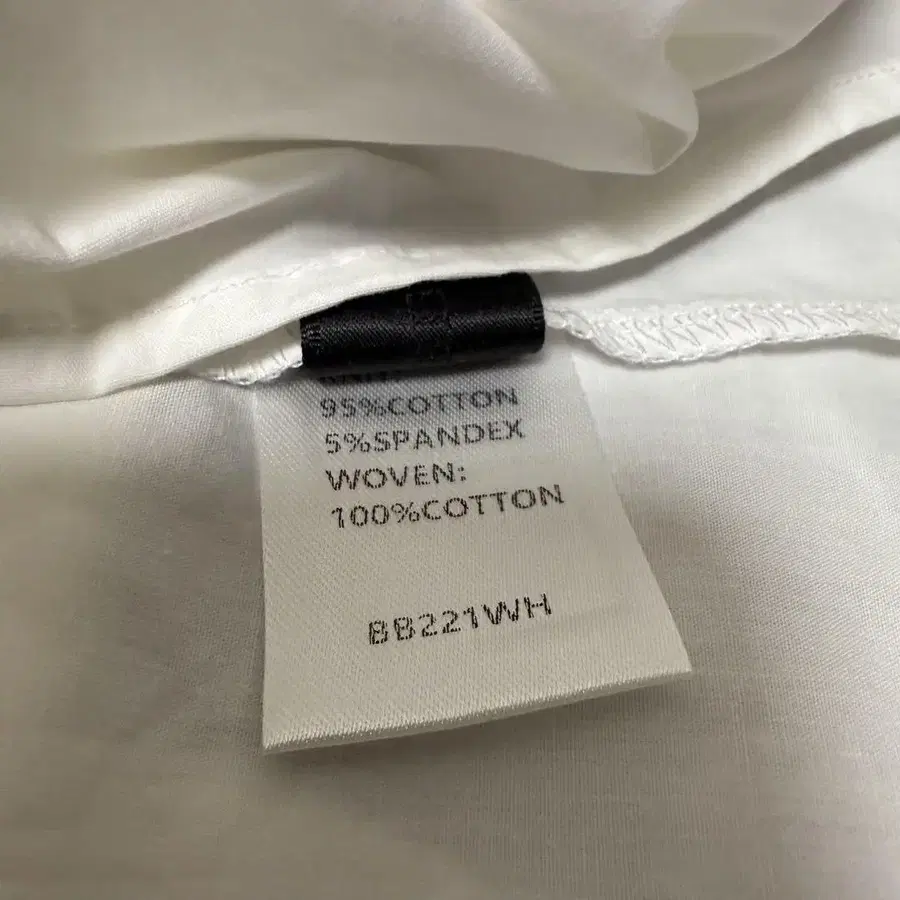 95%COTTON
5%SPANDEX
WOVEN:
100%COTTON
BB221WH